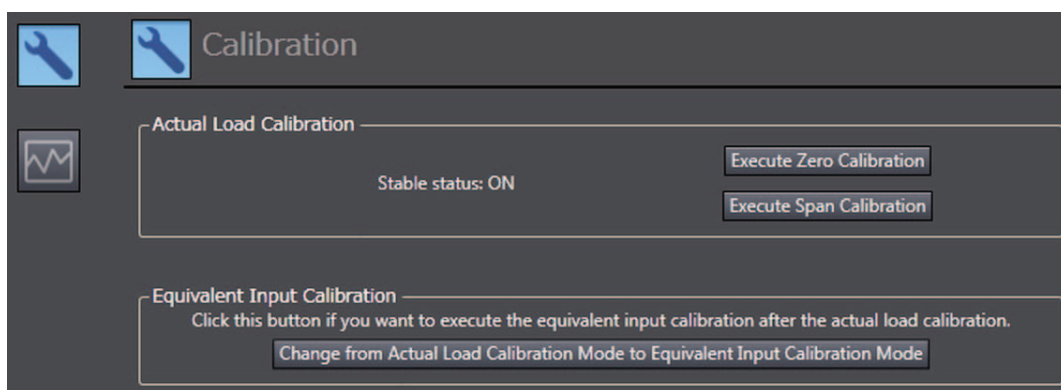 Calibration
Actual Load Calibration
Stable status: ON
Execute Zero Calibration
Execute Span Calibration
Equivalent Input Calibration
Click this button if you want to execute the equivalent input calibration after the actual load calibration.
Change from Actual Load Calibration Mode to Equivalent Input Calibration Mode